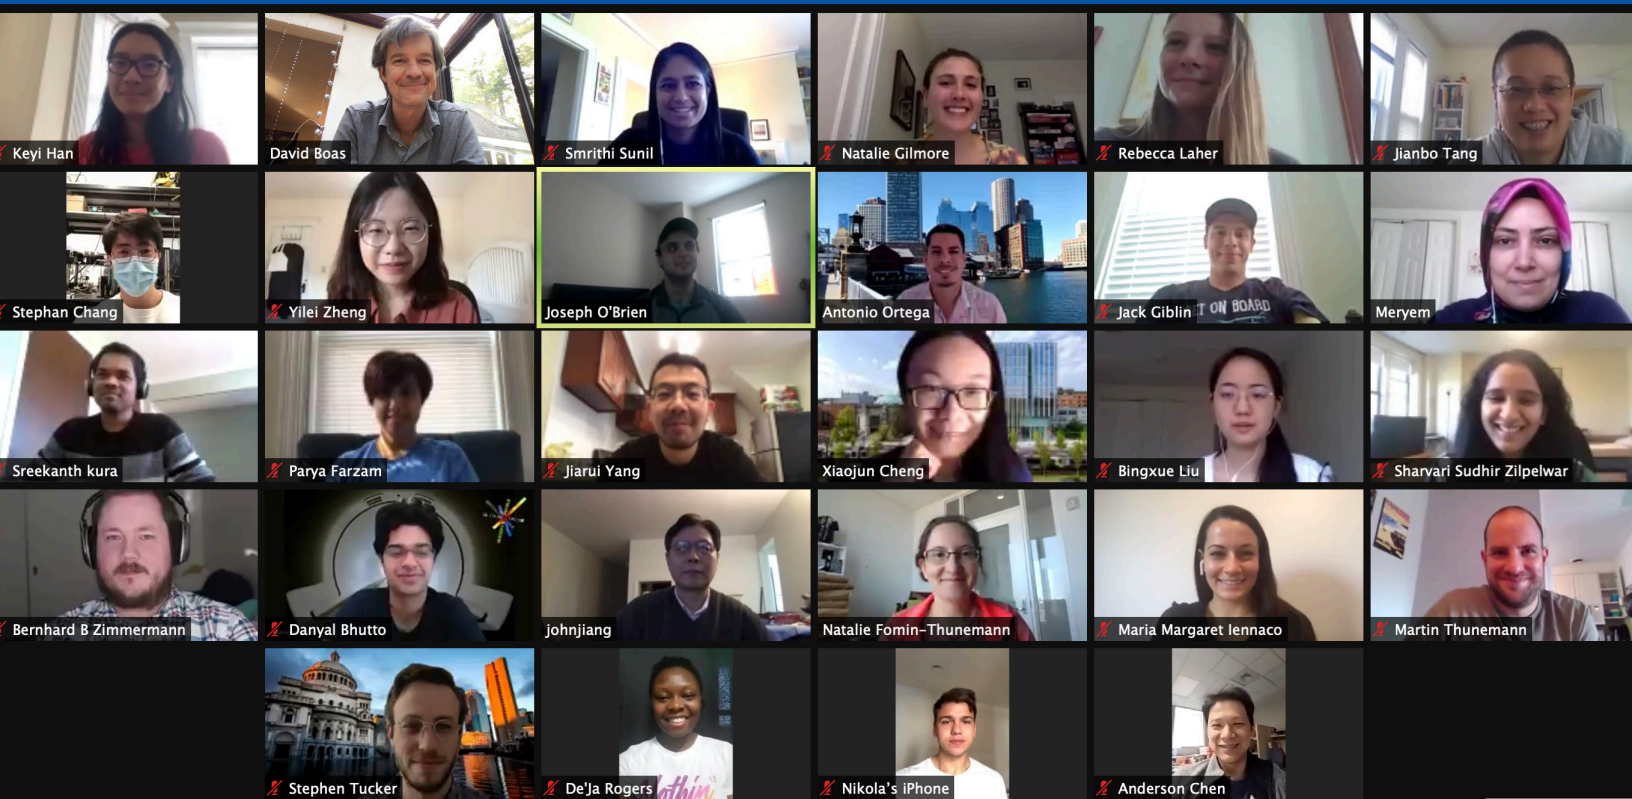 Keyi Han
David Boas
Smrithi Sunil
Natalie Gilmore
Rebecca Laher
Jianbo Tang
Stephan Chang
Yilei Zheng
Joseph O'Brien
Antonio Ortega
Jack Giblin
T ON BOARD
Meryem
Sreekanth kura
Parya Farzam
Jiarui Yang
Xiaojun Cheng
Bingxue Liu
Sharvari Sudhir Zilpelwar
Bernhard B Zimmermann
Danyal Bhutto
johnjiang
Natalie Fomin-Thunemann
Maria Margaret Iennaco
Martin Thunemann
Stephen Tucker
De'Ja Rogers
Nikola's iPhone
Anderson Chen